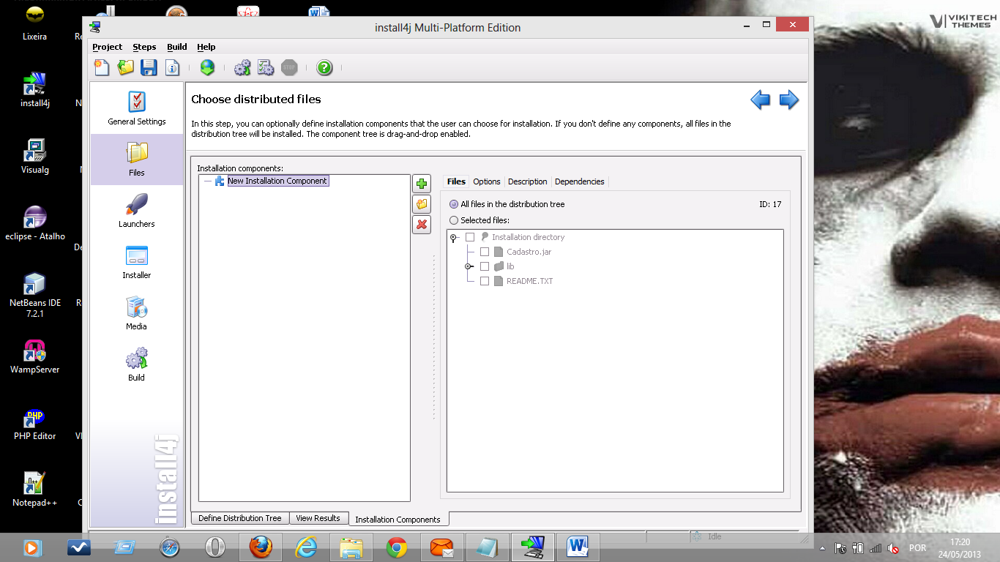 VIKITECH
THEMES
Lixeira
install4j
Visualg
eclipse - Atalho
NetBeans IDE
7.2.1
WampServer
PHP
PHP Editor
Notepad++
install4j Multi-Platform Edition
Project Steps Build Help
STOP
General Settings
Files
Launchers
Installer
Media
Build
install4j
Choose distributed files
In this step, you can optionally define installation components that the user can choose for installation. If you don't define any components, all files in the
distribution tree will be installed. The component tree is drag-and-drop enabled.
Installation components:
New Installation Component
Files Options Description Dependencies
All files in the distribution tree ID: 17
Selected files:
Installation directory
Cadastro.jar
lib
README.TXT
Define Distribution Tree View Results Installation Components
Idle
POR
17:20
24/05/2013